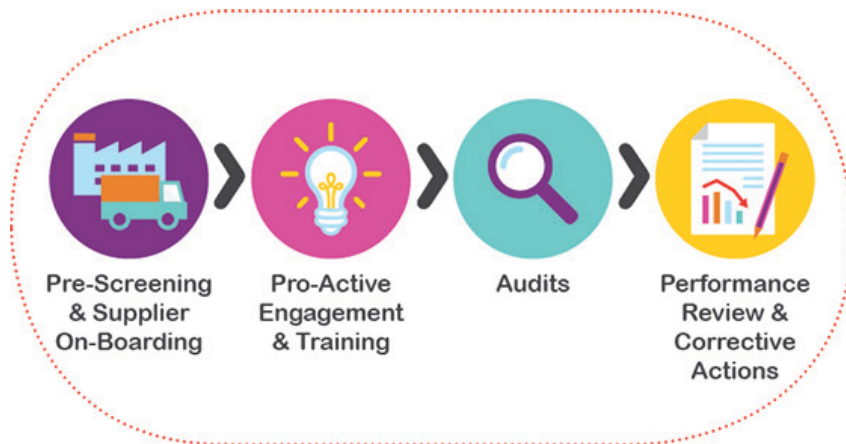 Pre-Screening
& Supplier
On-Boarding
Pro-Active
Engagement
& Training
Audits
Performance
Review &
Corrective
Actions